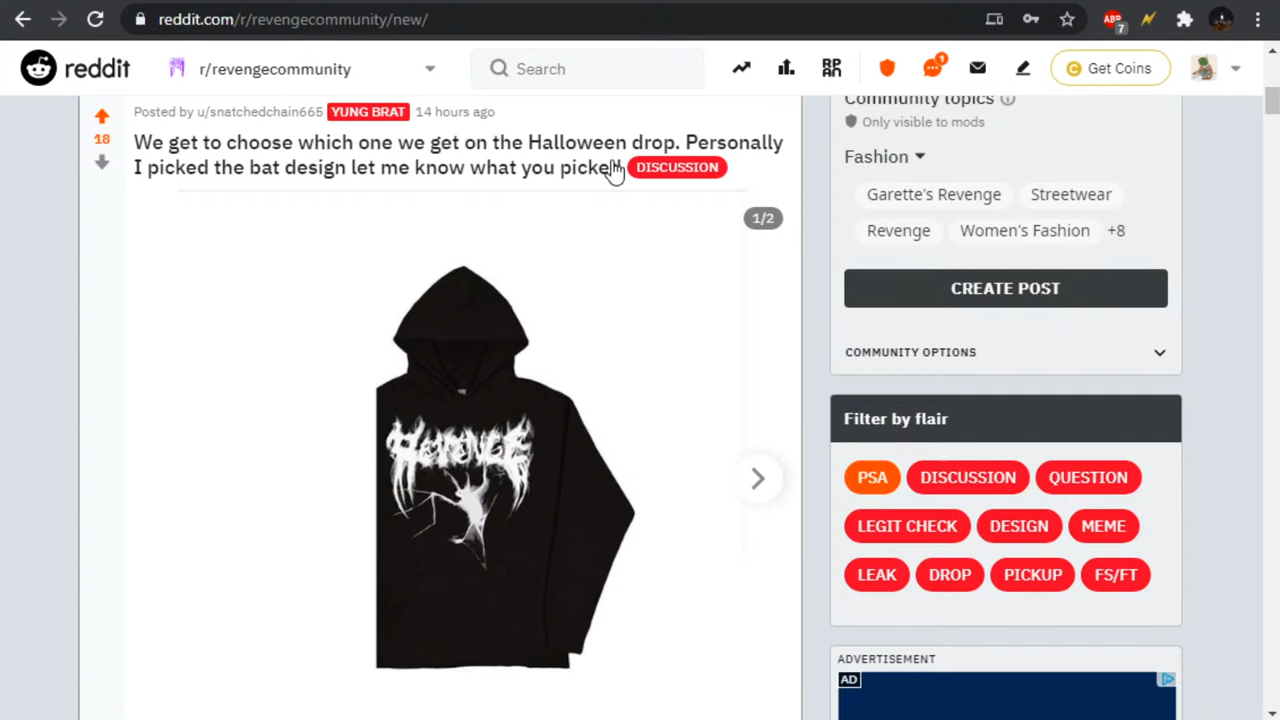 reddit.com/r/revengecommunity/new/
ABP
7
reddit
r/revengecommunity
Search
1
Get Coins
Posted by u/snatchedchain665 YUNG BRAT 14 hours ago
18
We get to choose which one we get on the Halloween drop. Personally
I picked the bat design let me know what you picked DISCUSSION
1/2
REVENGE
Community topics
Only visible to mods
Fashion
Garette's Revenge Streetwear
Revenge Women's Fashion +8
CREATE POST
COMMUNITY OPTIONS
Filter by flair
PSA DISCUSSION QUESTION
LEGIT CHECK DESIGN MEME
LEAK DROP PICKUP FS/FT
ADVERTISEMENT
AD